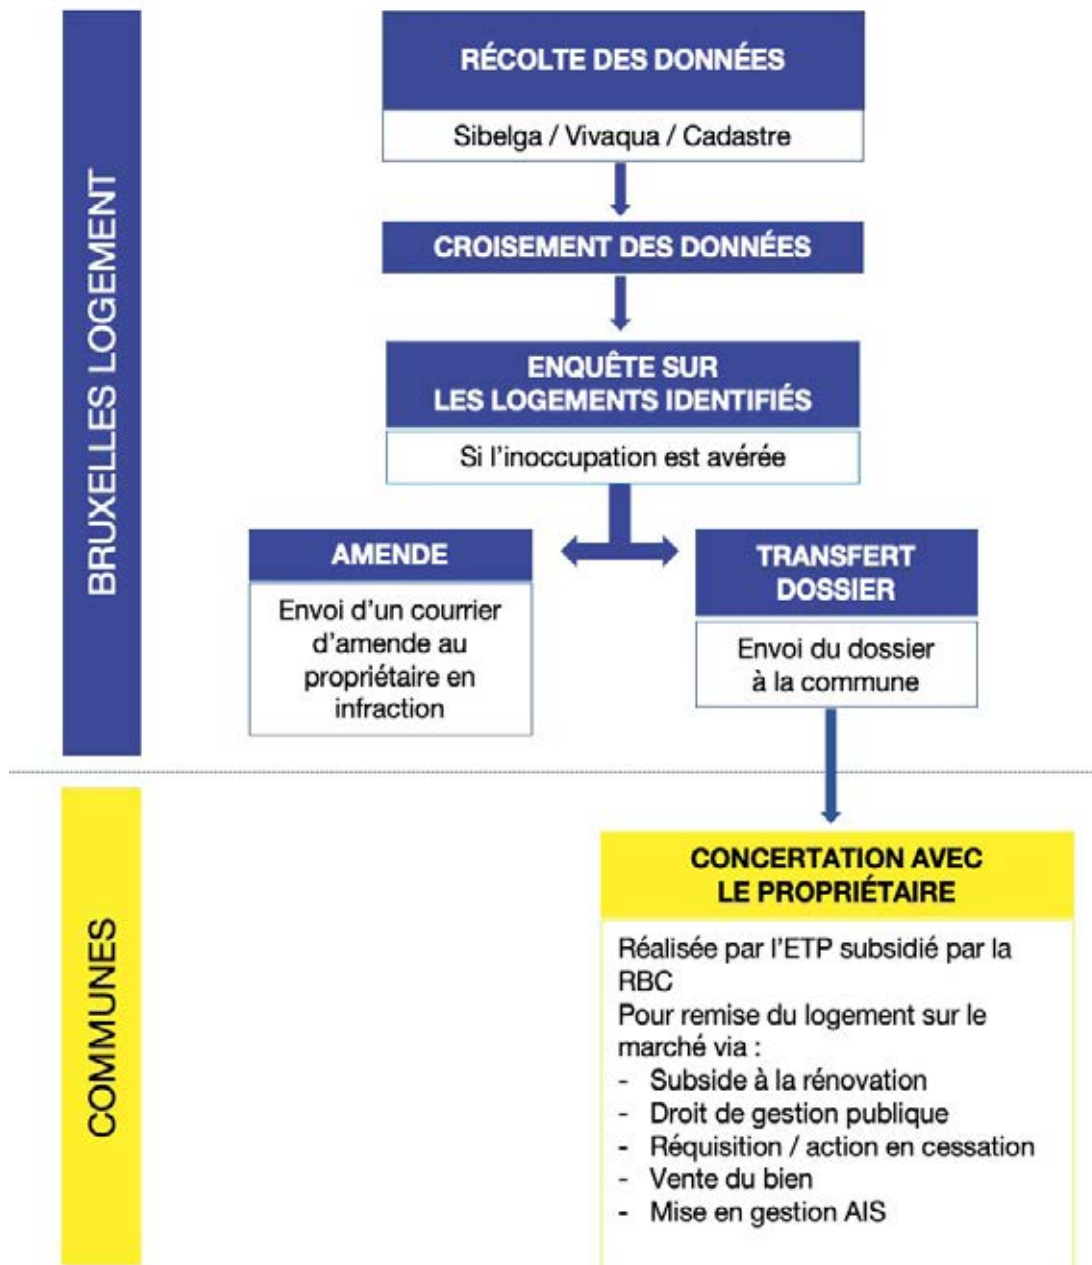 BRUXELLES LOGEMENT
RÉCOLTE DES DONNÉES
Sibelga / Vivaqua / Cadastre
CROISEMENT DES DONNÉES
ENQUÊTE SUR
LES LOGEMENTS IDENTIFIÉS
Si l'inoccupation est avérée
AMENDE
Envoi d'un courrier
d'amende au
propriétaire en
infraction
TRANSFERT
DOSSIER
Envoi du dossier
à la commune
COMMUNES
CONCERTATION AVEC
LE PROPRIÉTAIRE
Réalisée par l'ETP subsidié par la
RBC
Pour remise du logement sur le
marché via :
- Subside à la rénovation
- Droit de gestion publique
- Réquisition / action en cessation
- Vente du bien
- Mise en gestion AIS